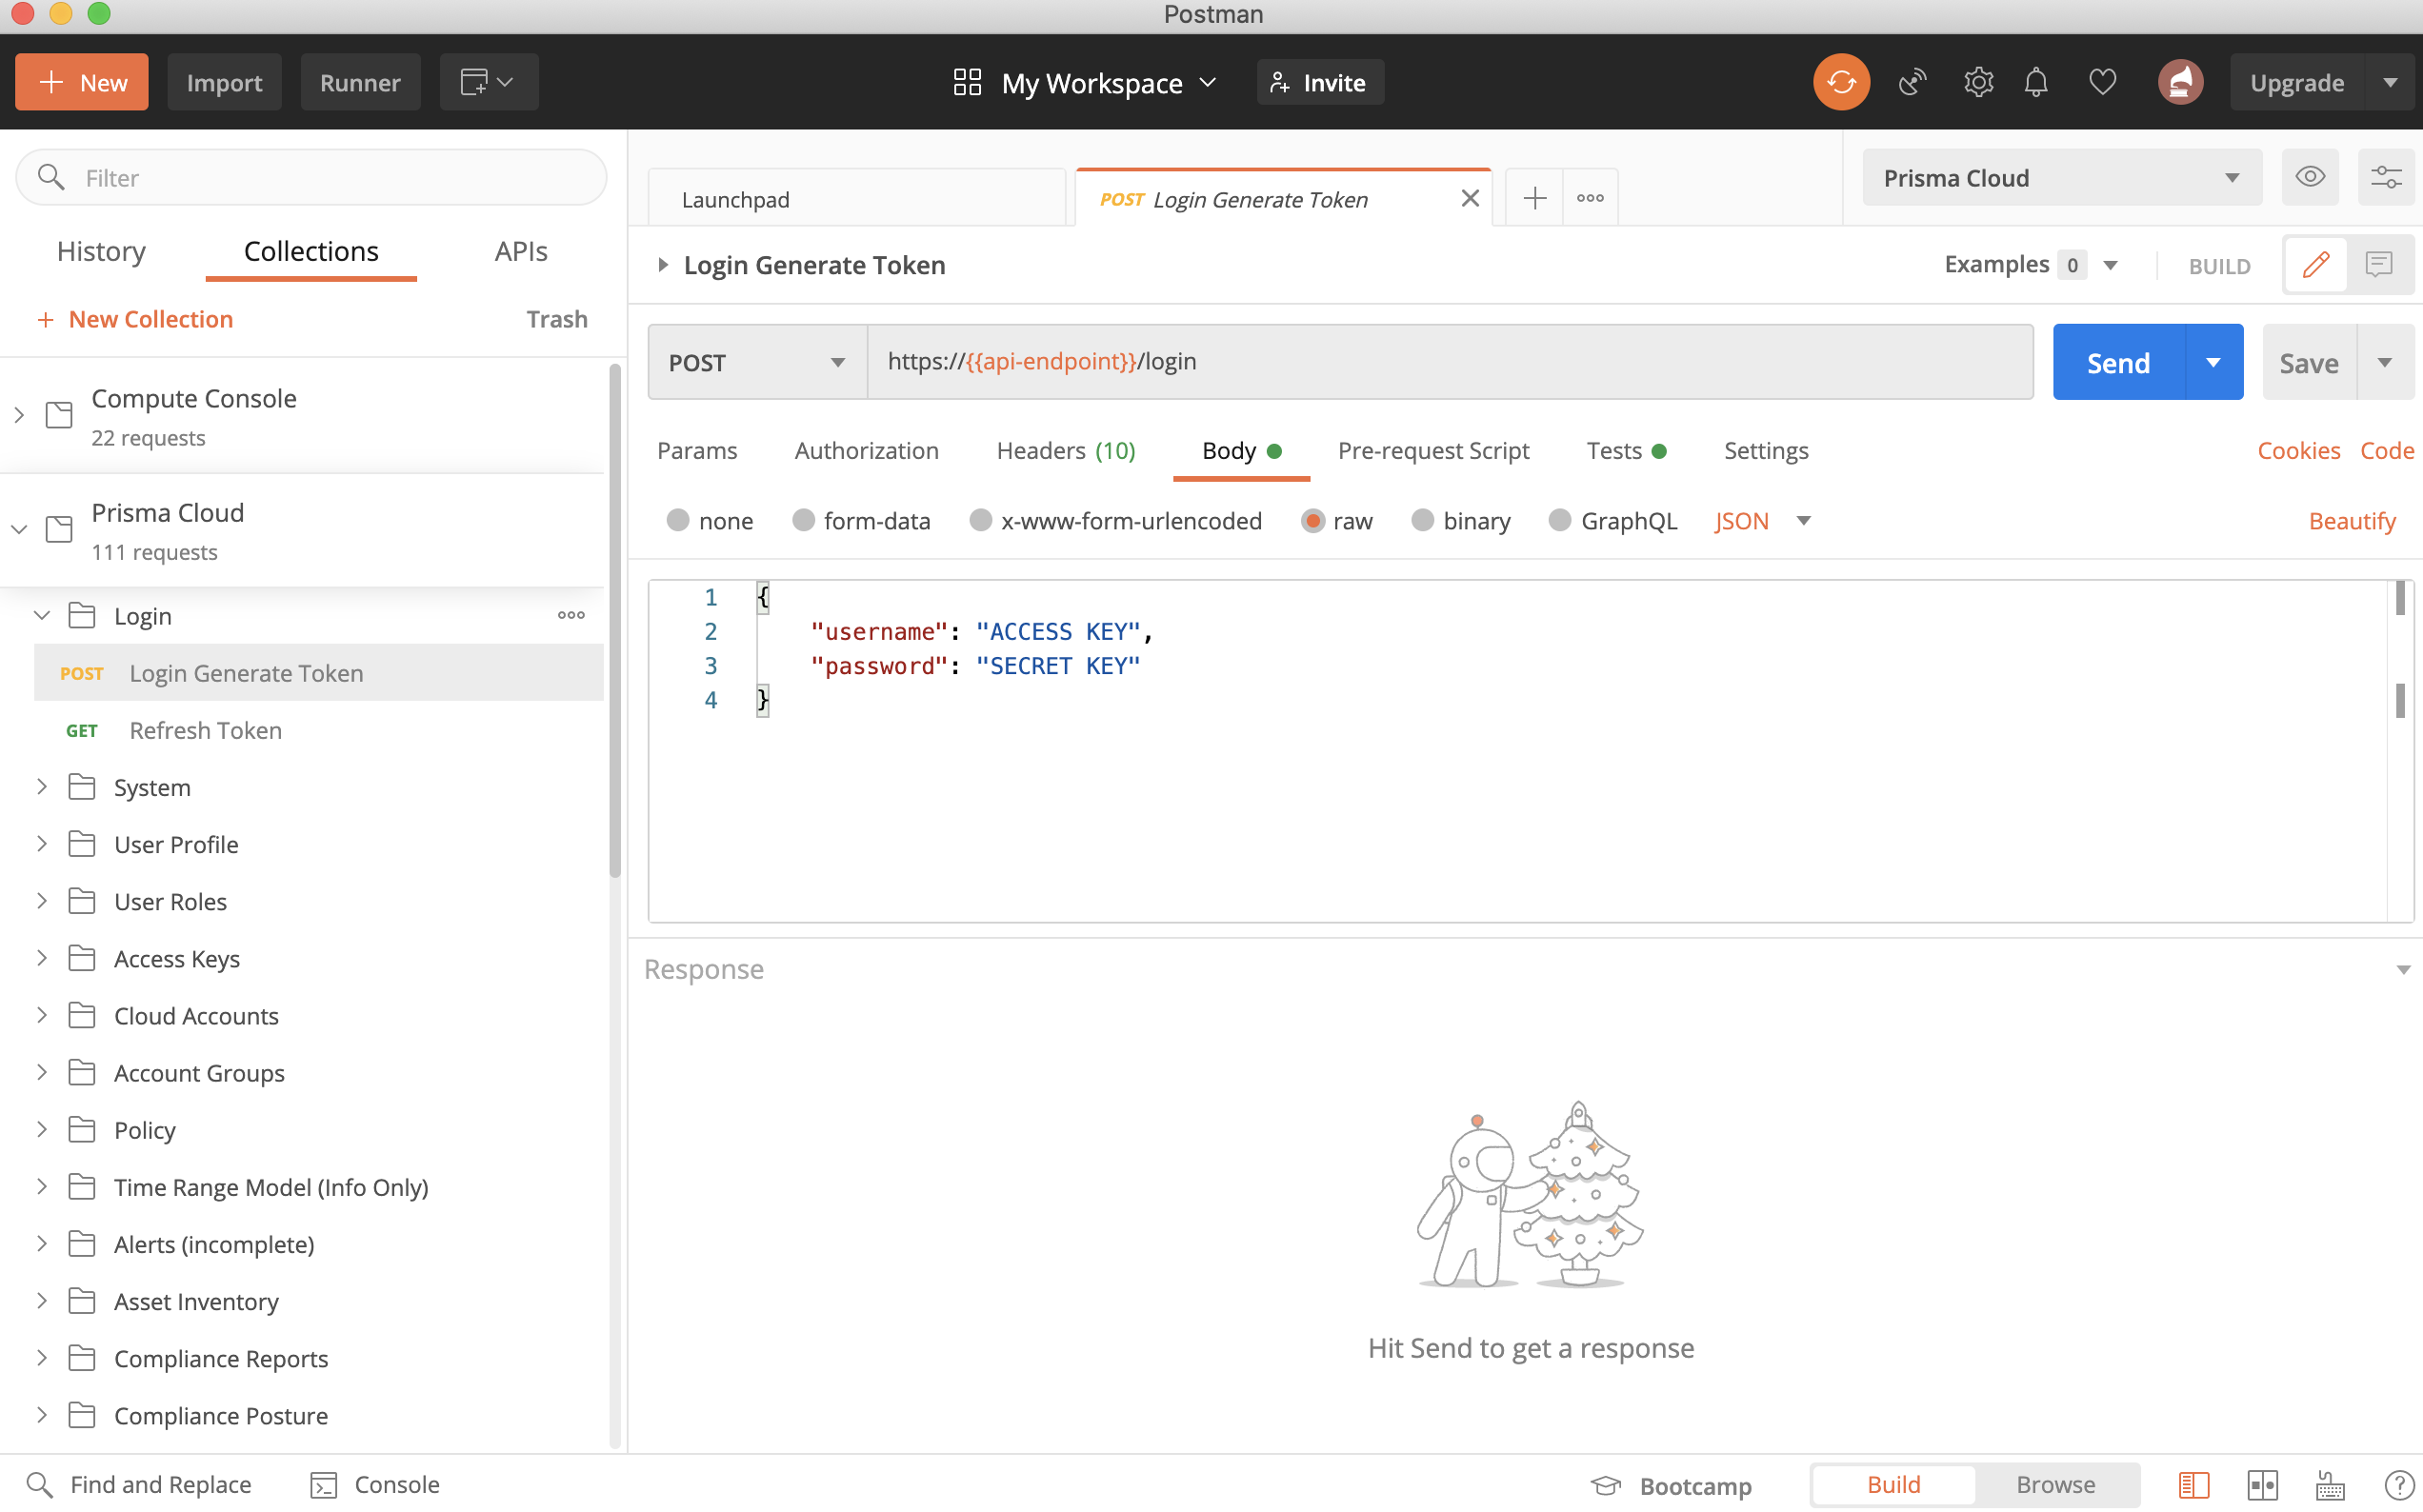 Postman
New
Import
Runner
My Workspace
Invite
Upgrade
Filter
History
Collections
APIs
+ New Collection
Trash
Compute Console
22 requests
Prisma Cloud
111 requests
Login
POST Login Generate Token
GET Refresh Token
System
User Profile
User Roles
Access Keys
Cloud Accounts
Account Groups
Policy
Time Range Model (Info Only)
Alerts (incomplete)
Asset Inventory
Compliance Reports
Compliance Posture
Launchpad
POST Login Generate Token
Prisma Cloud
Login Generate Token
Examples 0
BUILD
POST
https://{{api-endpoint}}/login
Send
Save
Params
Authorization
Headers (10)
Body
Pre-request Script
Tests
Settings
Cookies
Code
none
form-data
x-www-form-urlencoded
raw
binary
GraphQL
JSON
Beautify
1 {
2 "username": "ACCESS KEY",
3 "password": "SECRET KEY"
4 }
Response
Hit Send to get a response
Find and Replace
Console
Bootcamp
Build
Browse